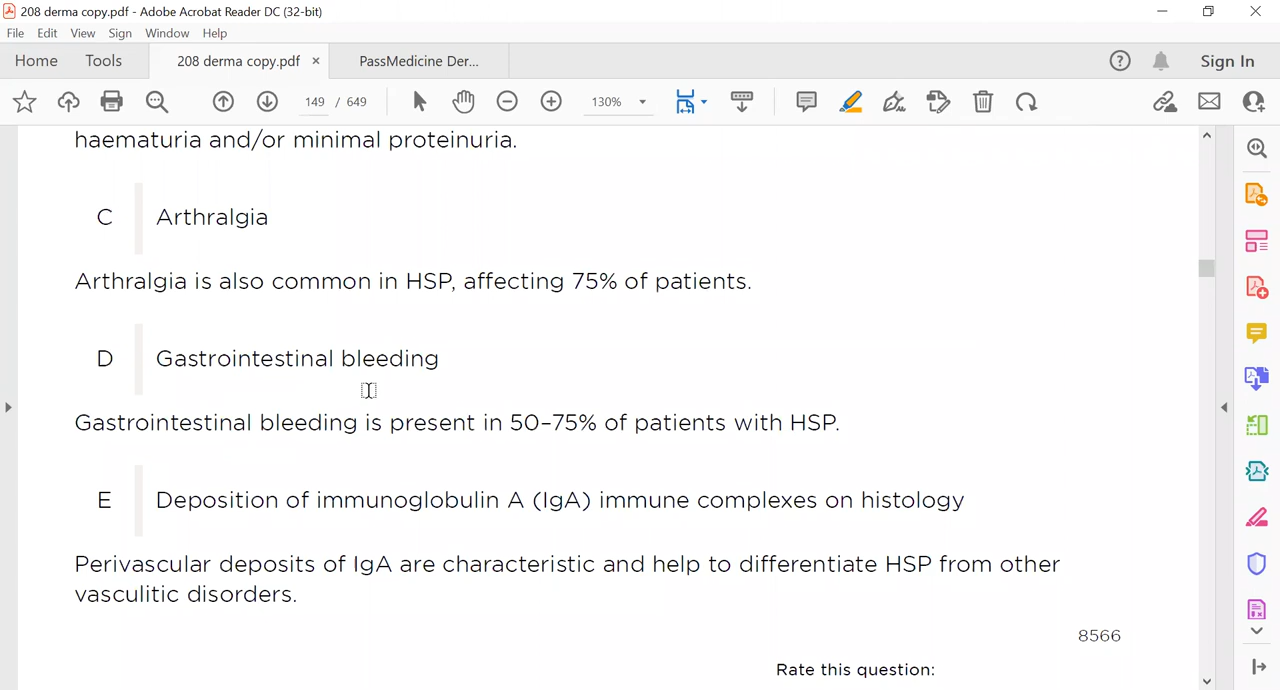 208 derma copy.pdf - Adobe Acrobat Reader DC (32-bit)
File Edit View Sign Window Help
Home Tools 208 derma copy.pdf × PassMedicine Der... Sign In
149 / 649 130%
haematuria and/or minimal proteinuria.
C Arthralgia
Arthralgia is also common in HSP, affecting 75% of patients.
D Gastrointestinal bleeding
Gastrointestinal bleeding is present in 50–75% of patients with HSP.
E Deposition of immunoglobulin A (IgA) immune complexes on histology
Perivascular deposits of IgA are characteristic and help to differentiate HSP from other
vasculitic disorders.
8566
Rate this question: